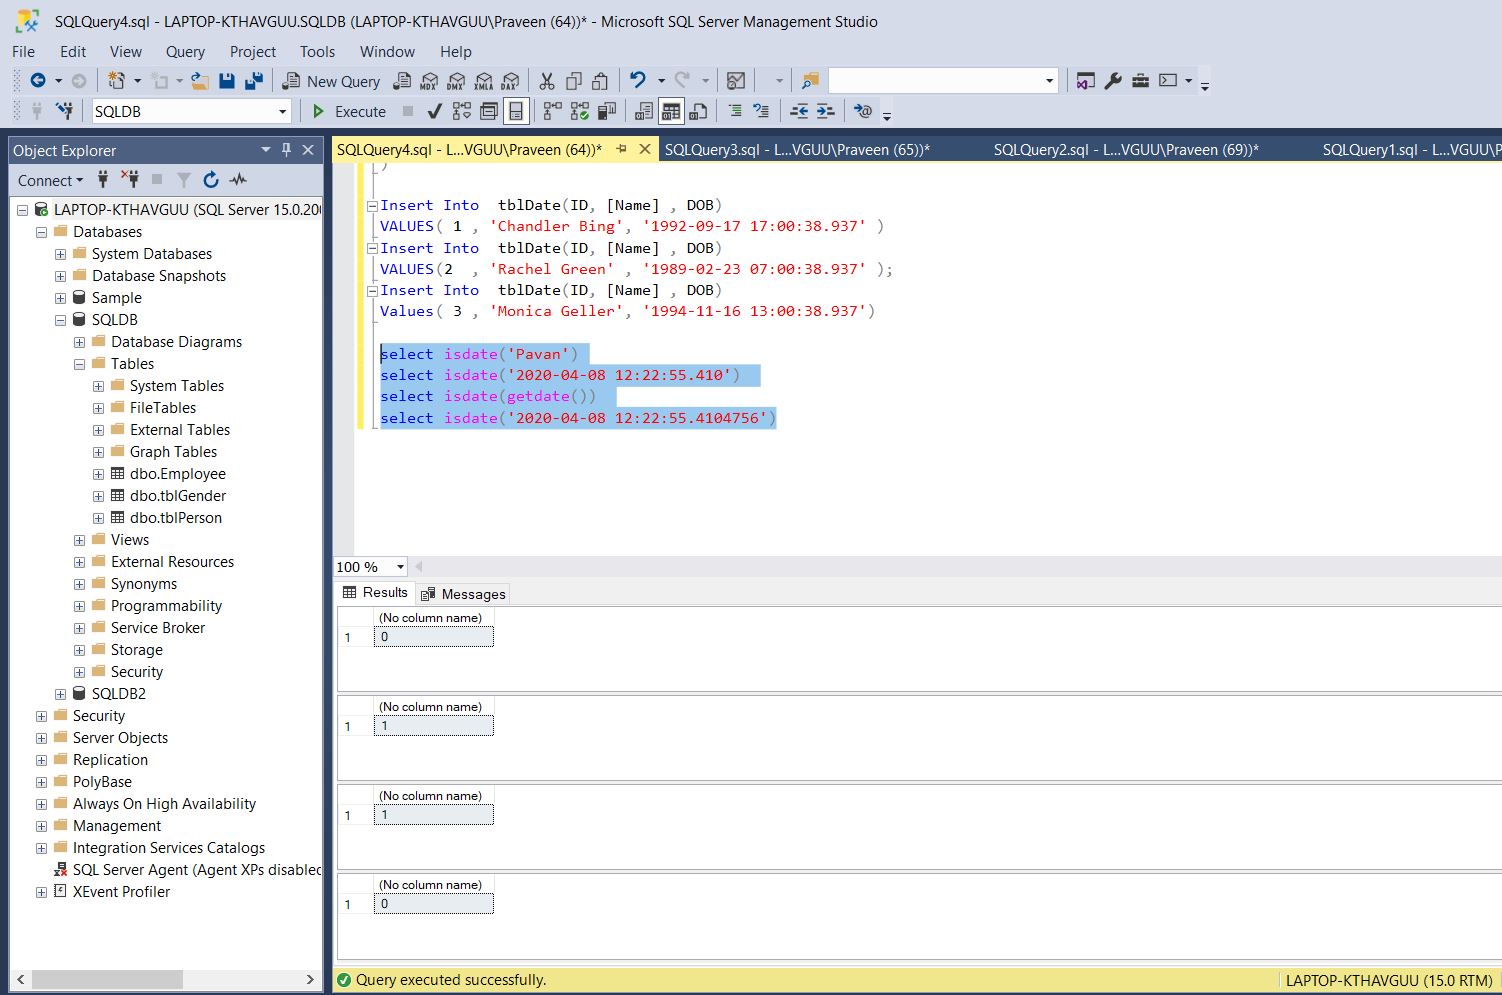 SQLQuery4.sql - LAPTOP-KTHAVGUU.SQLDB (LAPTOP-KTHAVGUU\Praveen (64))* - Microsoft SQL Server Management Studio
File Edit View Query Project Tools Window Help
New Query MDX DMX XMLA DAX
SQLDB Execute
Object Explorer
Connect
LAPTOP-KTHAVGUU (SQL Server 15.0.200
Databases
System Databases
Database Snapshots
Sample
SQLDB
Database Diagrams
Tables
System Tables
FileTables
External Tables
Graph Tables
dbo.Employee
dbo.tblGender
dbo.tblPerson
Views
External Resources
Synonyms
Programmability
Service Broker
Storage
Security
SQLDB2
Security
Server Objects
Replication
PolyBase
Always On High Availability
Management
Integration Services Catalogs
SQL Server Agent (Agent XPs disabled
XEvent Profiler
SQLQuery4.sql - L...VGUU\Praveen (64))* SQLQuery3.sql - L...VGUU\Praveen (65))* SQLQuery2.sql - L...VGUU\Praveen (69))* SQLQuery1.sql - L...VGUU\P
)
Insert Into tblDate(ID, [Name] , DOB)
VALUES( 1 , 'Chandler Bing', '1992-09-17 17:00:38.937' )
Insert Into tblDate(ID, [Name] , DOB)
VALUES(2 , 'Rachel Green' , '1989-02-23 07:00:38.937' );
Insert Into tblDate(ID, [Name] , DOB)
Values( 3 , 'Monica Geller', '1994-11-16 13:00:38.937')
select isdate('Pavan')
select isdate('2020-04-08 12:22:55.410')
select isdate(getdate())
select isdate('2020-04-08 12:22:55.4104756')
100 %
Results Messages
(No column name)
1 0
(No column name)
1 1
(No column name)
1 1
(No column name)
1 0
Query executed successfully. LAPTOP-KTHAVGUU (15.0 RTM)